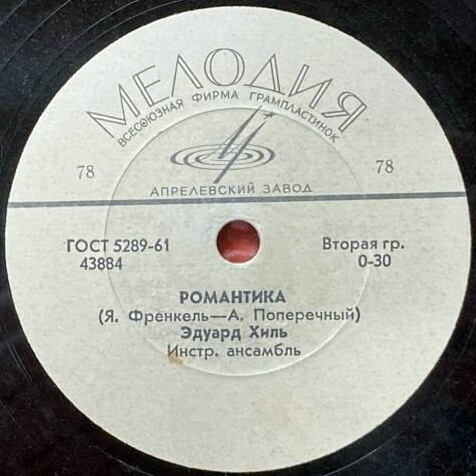 МЕЛОДИЯ
ВСЕСОЮЗНАЯ ФИРМА ГРАМПЛАСТИНОК
78 78
АПРЕЛЕВСКИЙ ЗАВОД
ГОСТ 5289-61 Вторая гр.
43884 0-30
РОМАНТИКА
(Я. Френкель—А. Поперечный)
Эдуард Хиль
Инстр. ансамбль